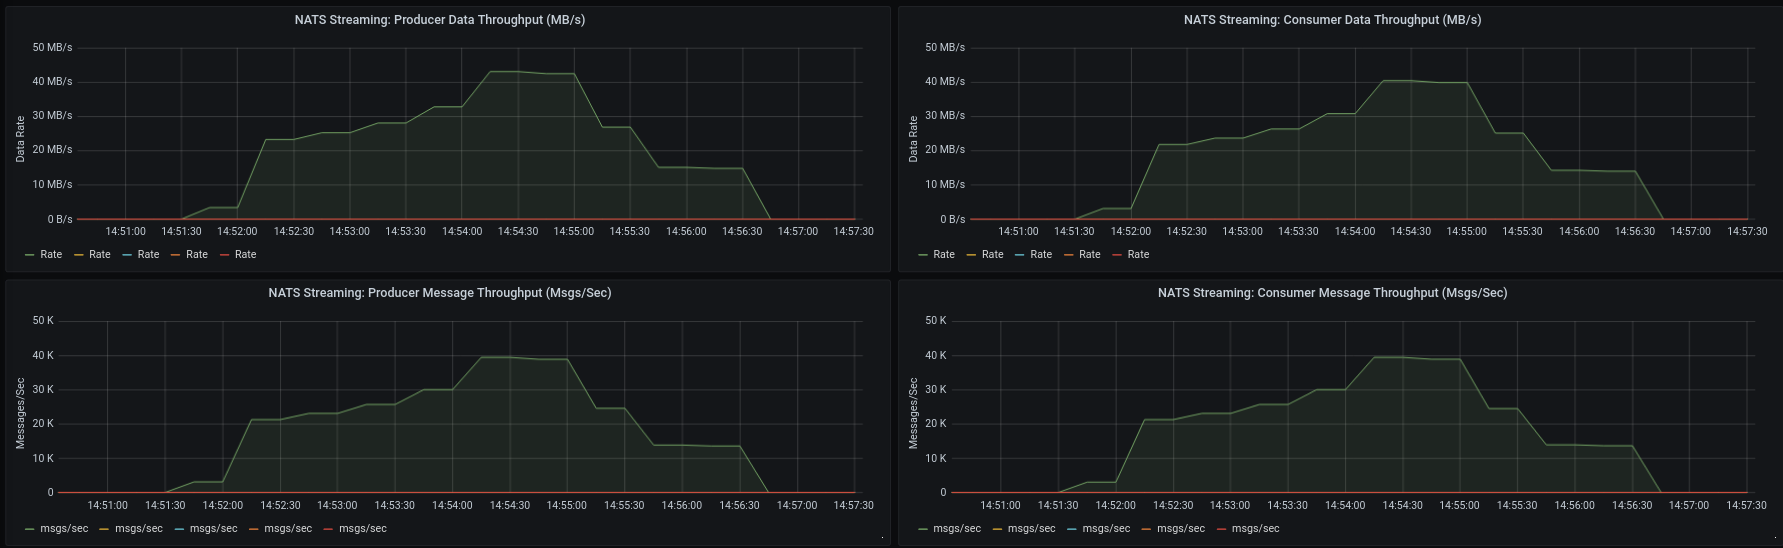 NATS Streaming: Producer Data Throughput (MB/s)
50 MB/s
40 MB/s
30 MB/s
20 MB/s
10 MB/s
0 B/s
Data Rate
14:51:00 14:51:30 14:52:00 14:52:30 14:53:00 14:53:30 14:54:00 14:54:30 14:55:00 14:55:30 14:56:00 14:56:30 14:57:00 14:57:30
Rate Rate Rate Rate Rate
NATS Streaming: Consumer Data Throughput (MB/s)
50 MB/s
40 MB/s
30 MB/s
20 MB/s
10 MB/s
0 B/s
Data Rate
14:51:00 14:51:30 14:52:00 14:52:30 14:53:00 14:53:30 14:54:00 14:54:30 14:55:00 14:55:30 14:56:00 14:56:30 14:57:00 14:57:30
Rate Rate Rate Rate Rate
NATS Streaming: Producer Message Throughput (Msgs/Sec)
50 K
40 K
30 K
20 K
10 K
0
Messages/Sec
14:51:00 14:51:30 14:52:00 14:52:30 14:53:00 14:53:30 14:54:00 14:54:30 14:55:00 14:55:30 14:56:00 14:56:30 14:57:00 14:57:30
msgs/sec msgs/sec msgs/sec msgs/sec msgs/sec
NATS Streaming: Consumer Message Throughput (Msgs/Sec)
50 K
40 K
30 K
20 K
10 K
0
Messages/Sec
14:51:00 14:51:30 14:52:00 14:52:30 14:53:00 14:53:30 14:54:00 14:54:30 14:55:00 14:55:30 14:56:00 14:56:30 14:57:00 14:57:30
msgs/sec msgs/sec msgs/sec msgs/sec msgs/sec